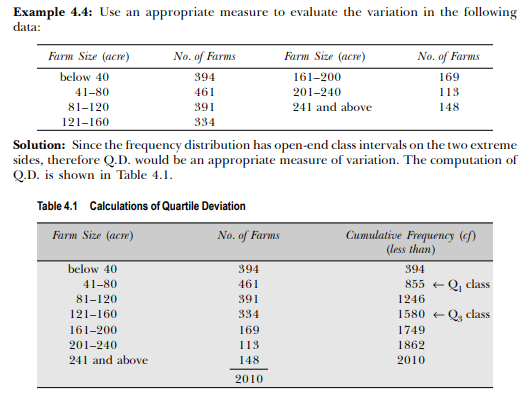 Example 4.4: Use an appropriate measure to evaluate the variation in the following
data:
Farm Size (acre) No. of Farms Farm Size (acre) No. of Farms
below 40 394 161–200 169
41–80 461 201–240 113
81–120 391 241 and above 148
121–160 334
Solution: Since the frequency distribution has open-end class intervals on the two extreme
sides, therefore Q.D. would be an appropriate measure of variation. The computation of
Q.D. is shown in Table 4.1.
Table 4.1 Calculations of Quartile Deviation
Farm Size (acre) No. of Farms Cumulative Frequency (cf)
(less than)
below 40 394 394
41–80 461 855 ← Q1 class
81–120 391 1246
121–160 334 1580 ← Q3 class
161–200 169 1749
201–240 113 1862
241 and above 148 2010
2010